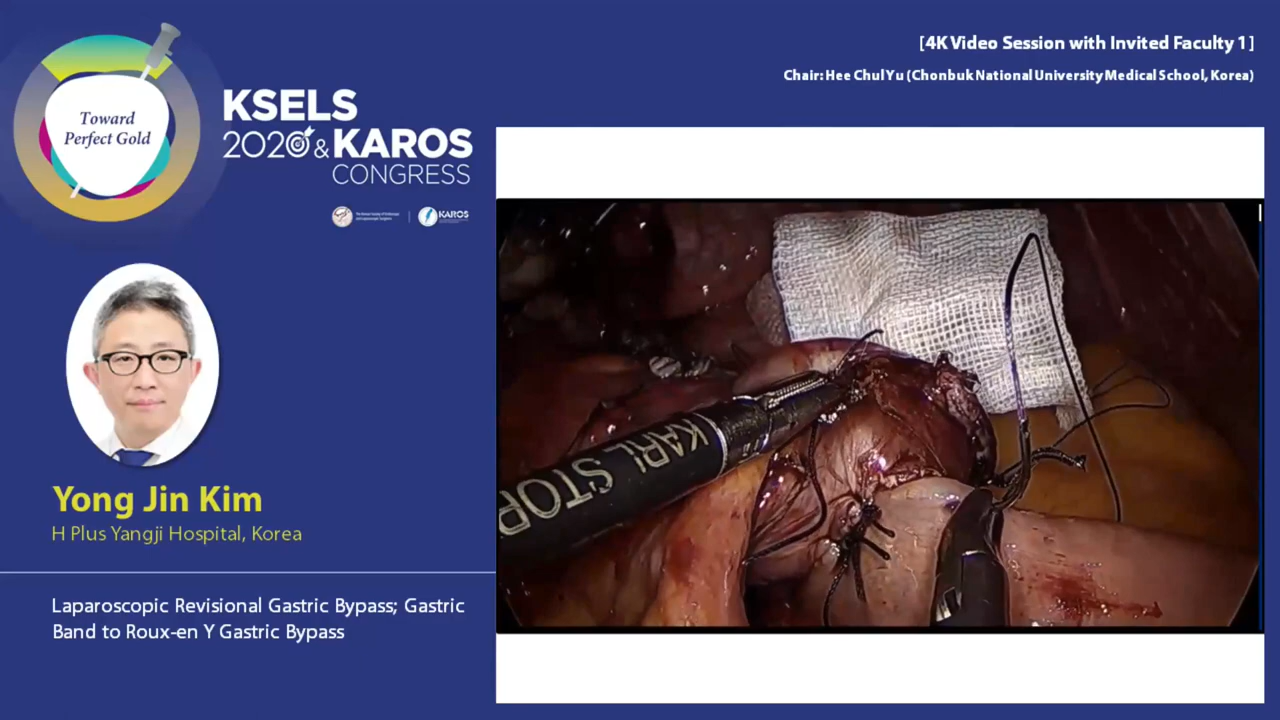 [4K Video Session with Invited Faculty 1]
Chair: Hee Chul Yu (Chonbuk National University Medical School, Korea)
Toward
Perfect Gold
KSELS
2020 & KAROS
CONGRESS
KAROS
KARL STOR
Yong Jin Kim
H Plus Yangji Hospital, Korea
Laparoscopic Revisional Gastric Bypass; Gastric
Band to Roux-en Y Gastric Bypass